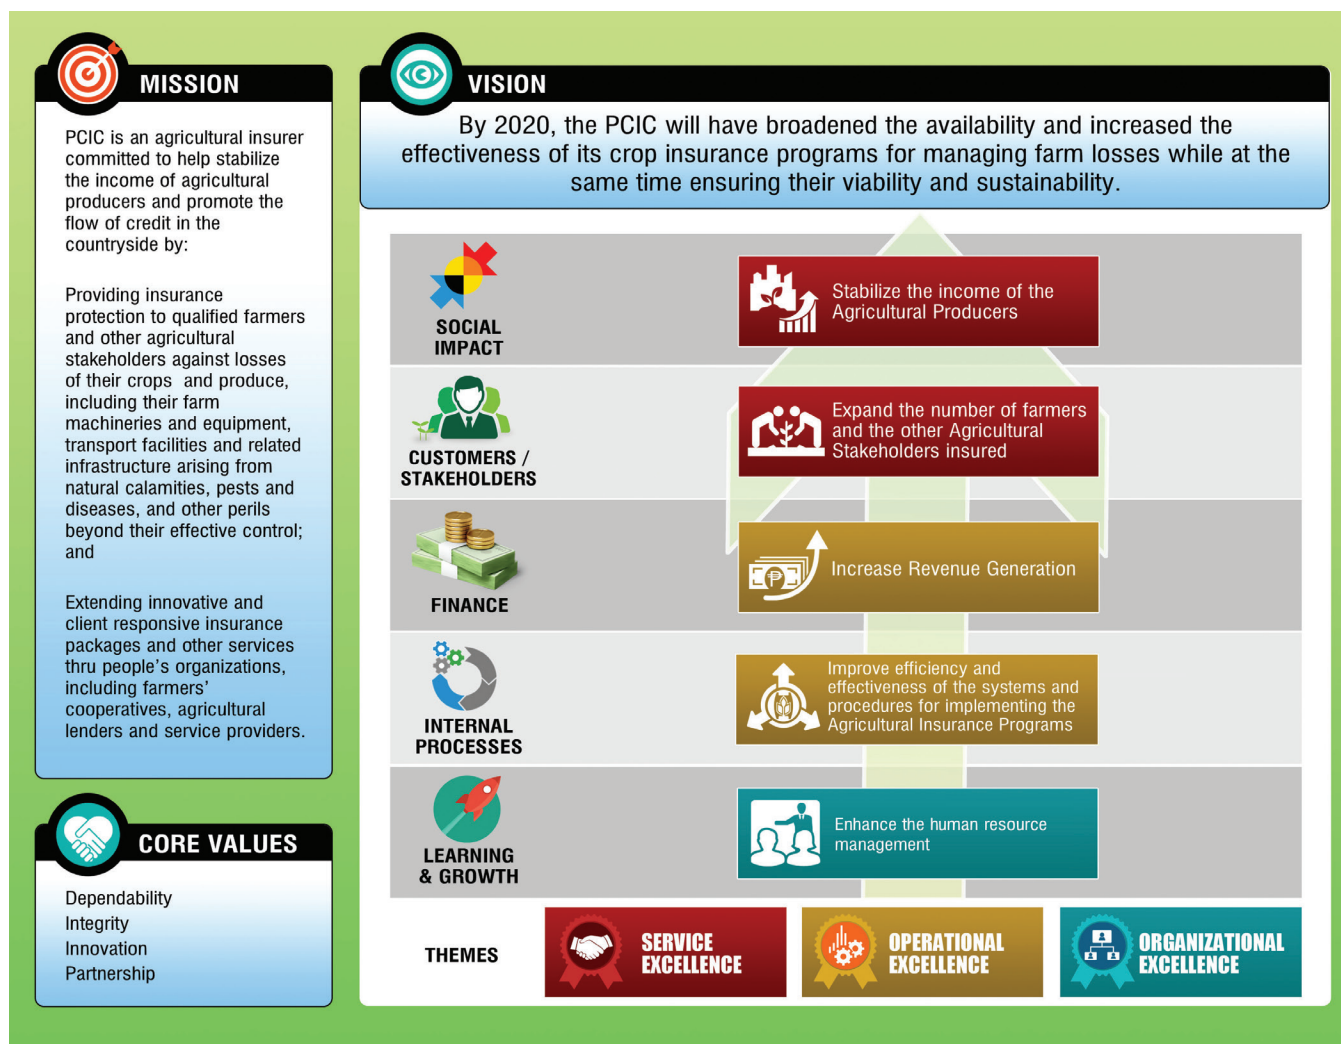 MISSION
PCIC is an agricultural insurer
committed to help stabilize
the income of agricultural
producers and promote the
flow of credit in the
countryside by:
Providing insurance
protection to qualified farmers
and other agricultural
stakeholders against losses
of their crops and produce,
including their farm
machineries and equipment,
transport facilities and related
infrastructure arising from
natural calamities, pests and
diseases, and other perils
beyond their effective control;
and
Extending innovative and
client responsive insurance
packages and other services
thru people's organizations,
including farmers'
cooperatives, agricultural
lenders and service providers.
CORE VALUES
Dependability
Integrity
Innovation
Partnership
VISION
By 2020, the PCIC will have broadened the availability and increased the
effectiveness of its crop insurance programs for managing farm losses while at the
same time ensuring their viability and sustainability.
SOCIAL
IMPACT
Stabilize the income of the
Agricultural Producers
CUSTOMERS /
STAKEHOLDERS
Expand the number of farmers
and the other Agricultural
Stakeholders insured
FINANCE
₱
Increase Revenue Generation
INTERNAL
PROCESSES
Improve efficiency and
effectiveness of the systems and
procedures for implementing the
Agricultural Insurance Programs
LEARNING
& GROWTH
Enhance the human resource
management
THEMES
SERVICE
EXCELLENCE
OPERATIONAL
EXCELLENCE
ORGANIZATIONAL
EXCELLENCE